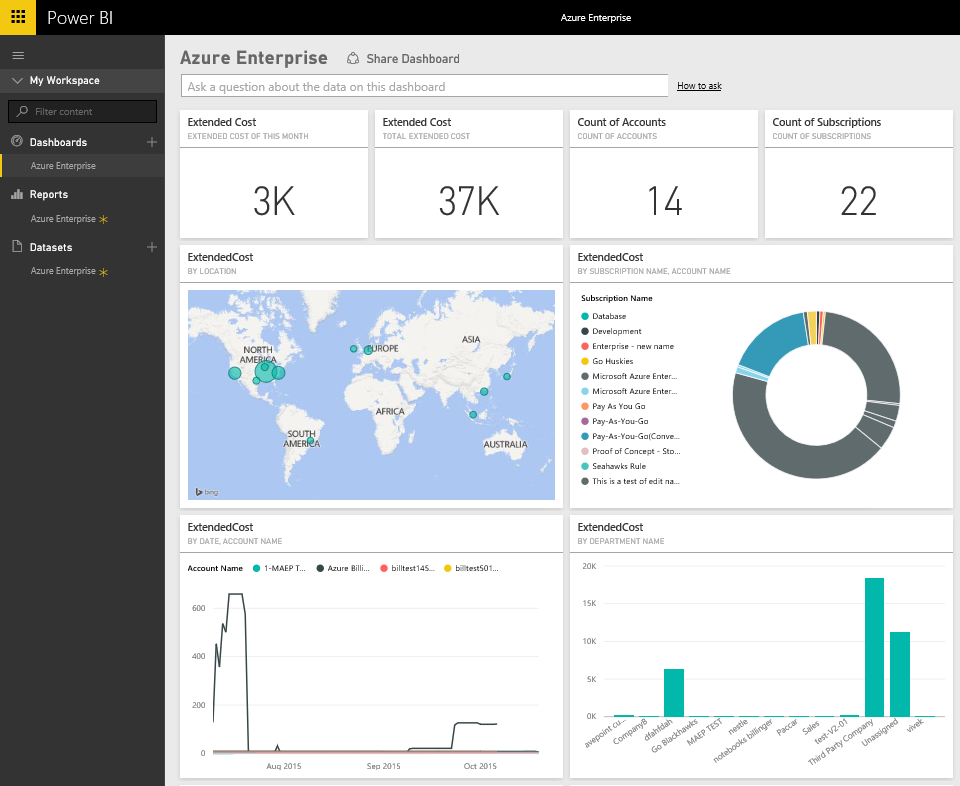 Power BI
Azure Enterprise
My Workspace
Filter content
Dashboards
Azure Enterprise
Reports
Azure Enterprise
Datasets
Azure Enterprise
Azure Enterprise
Share Dashboard
Ask a question about the data on this dashboard
How to ask
Extended Cost
EXTENDED COST OF THIS MONTH
3K
Extended Cost
TOTAL EXTENDED COST
37K
Count of Accounts
COUNT OF ACCOUNTS
14
Count of Subscriptions
COUNT OF SUBSCRIPTIONS
22
ExtendedCost
BY LOCATION
NORTH
AMERICA
EUROPE
ASIA
AFRICA
SOUTH
AMERICA
AUSTRALIA
bing
ExtendedCost
BY SUBSCRIPTION NAME, ACCOUNT NAME
Subscription Name
Database
Development
Enterprise - new name
Go Huskies
Microsoft Azure Enter...
Microsoft Azure Enter...
Pay As You Go
Pay-As-You-Go
Pay-As-You-Go(Conve...
Proof of Concept - Sto...
Seahawks Rule
This is a test of edit na...
ExtendedCost
BY DATE, ACCOUNT NAME
Account Name
1-MAEP T...
Azure Billi...
billtest145...
billtest501...
600
400
200
0
Aug 2015
Sep 2015
Oct 2015
ExtendedCost
BY DEPARTMENT NAME
20K
15K
10K
5K
0K
avepoint cu...
Company8
dfahfdah
Go Blackhawks
MAEP TEST
nestle
notebooks billinger
Paccar
Sales
test-V2-01
Third Party Company
Unassigned
vivek